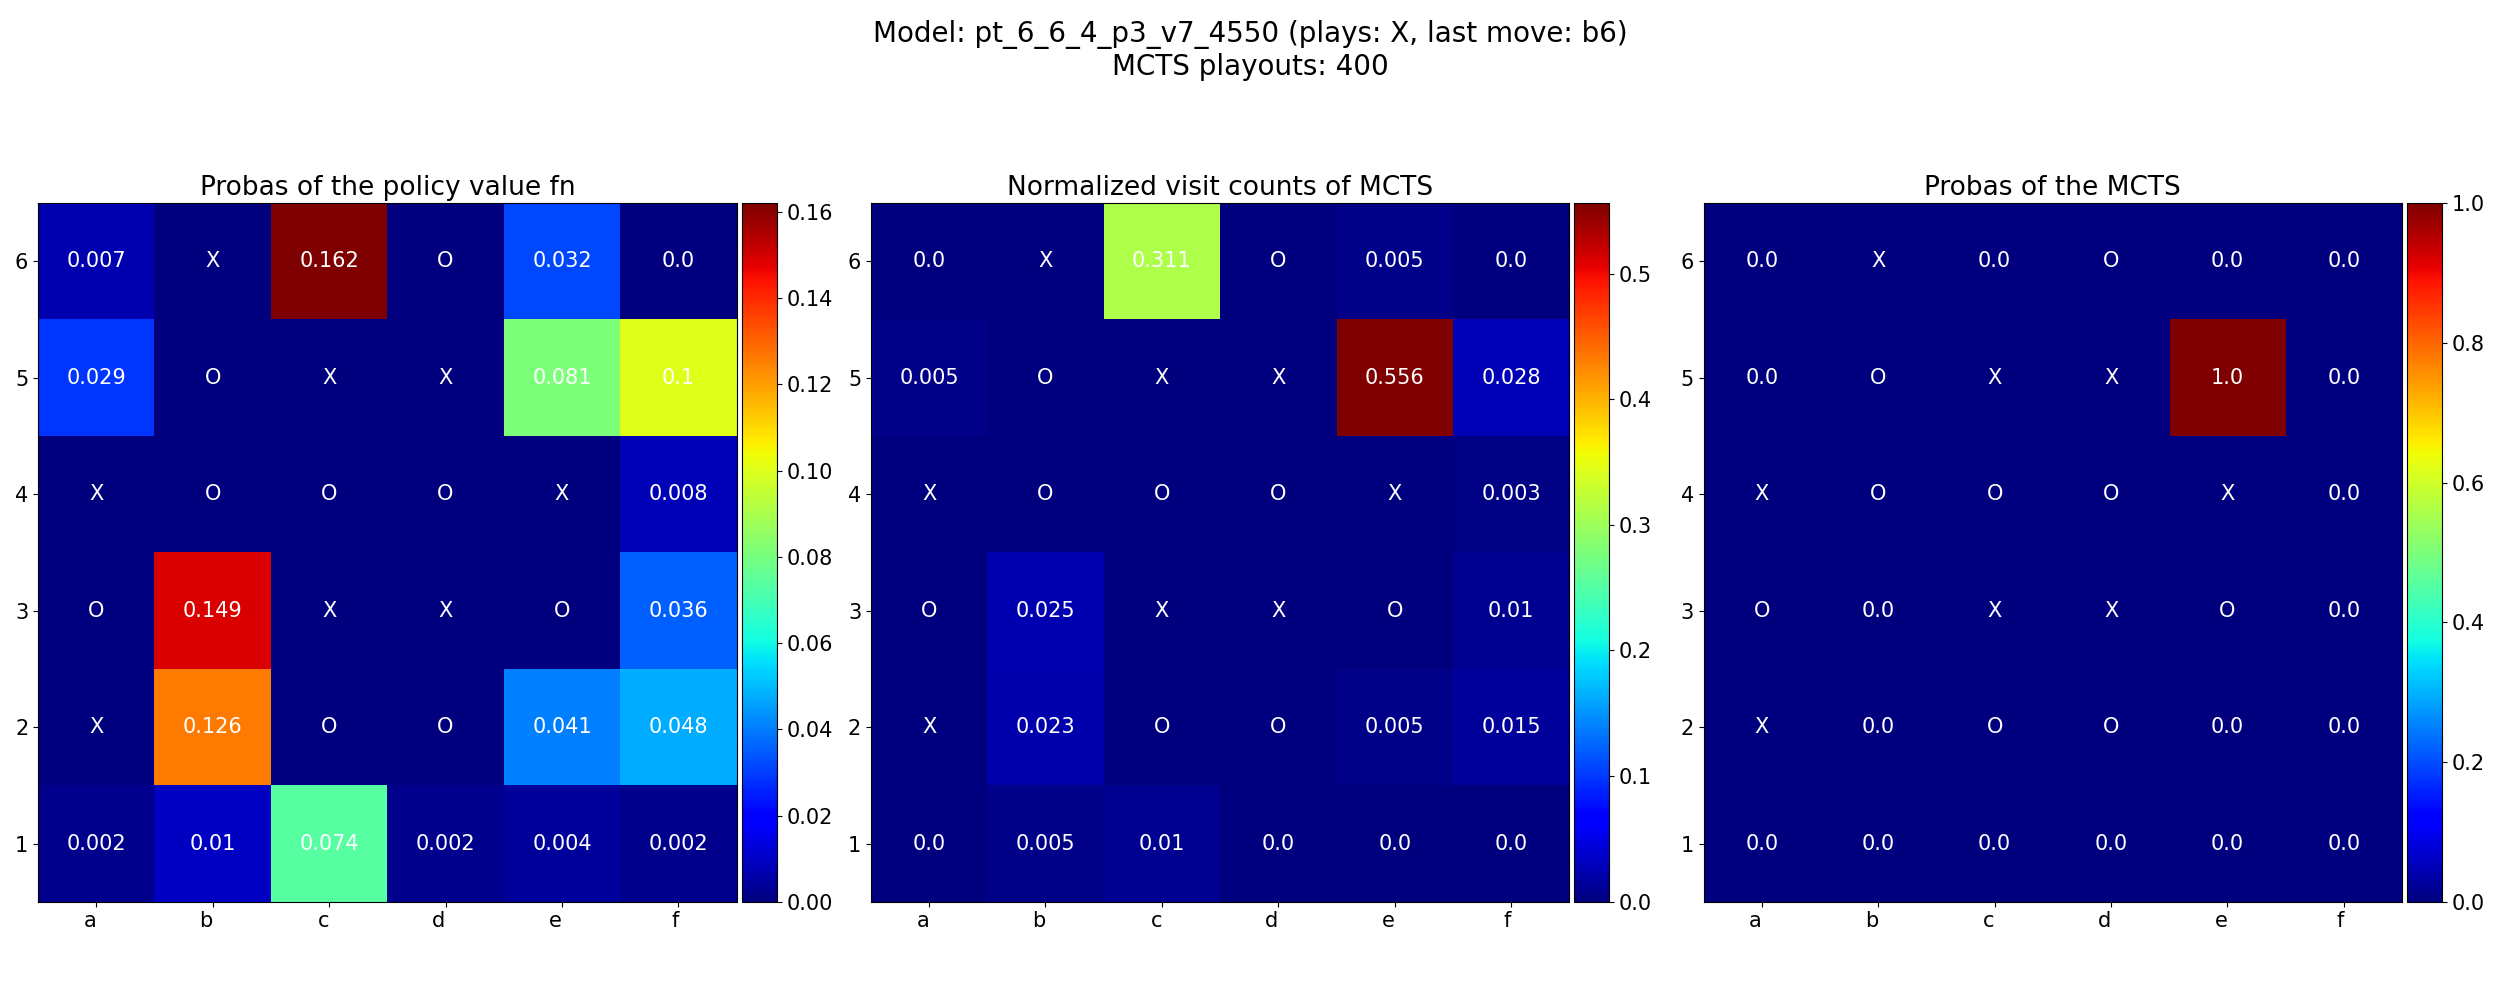 Model: pt_6_6_4_p3_v7_4550 (plays: X, last move: b6)
MCTS playouts: 400
Probas of the policy value fn
6 0.007 X 0.162 O 0.032 0.0
5 0.029 O X X 0.081 0.1
4 X O O O X 0.008
3 O 0.149 X X O 0.036
2 X 0.126 O O 0.041 0.048
1 0.002 0.01 0.074 0.002 0.004 0.002
a b c d e f
0.16
0.14
0.12
0.10
0.08
0.06
0.04
0.02
0.00
Normalized visit counts of MCTS
6 0.0 X 0.311 O 0.005 0.0
5 0.005 O X X 0.556 0.028
4 X O O O X 0.003
3 O 0.025 X X O 0.01
2 X 0.023 O O 0.005 0.015
1 0.0 0.005 0.01 0.0 0.0 0.0
a b c d e f
0.5
0.4
0.3
0.2
0.1
0.0
Probas of the MCTS
6 0.0 X 0.0 O 0.0 0.0
5 0.0 O X X 1.0 0.0
4 X O O O X 0.0
3 O 0.0 X X O 0.0
2 X 0.0 O O 0.0 0.0
1 0.0 0.0 0.0 0.0 0.0 0.0
a b c d e f
1.0
0.8
0.6
0.4
0.2
0.0